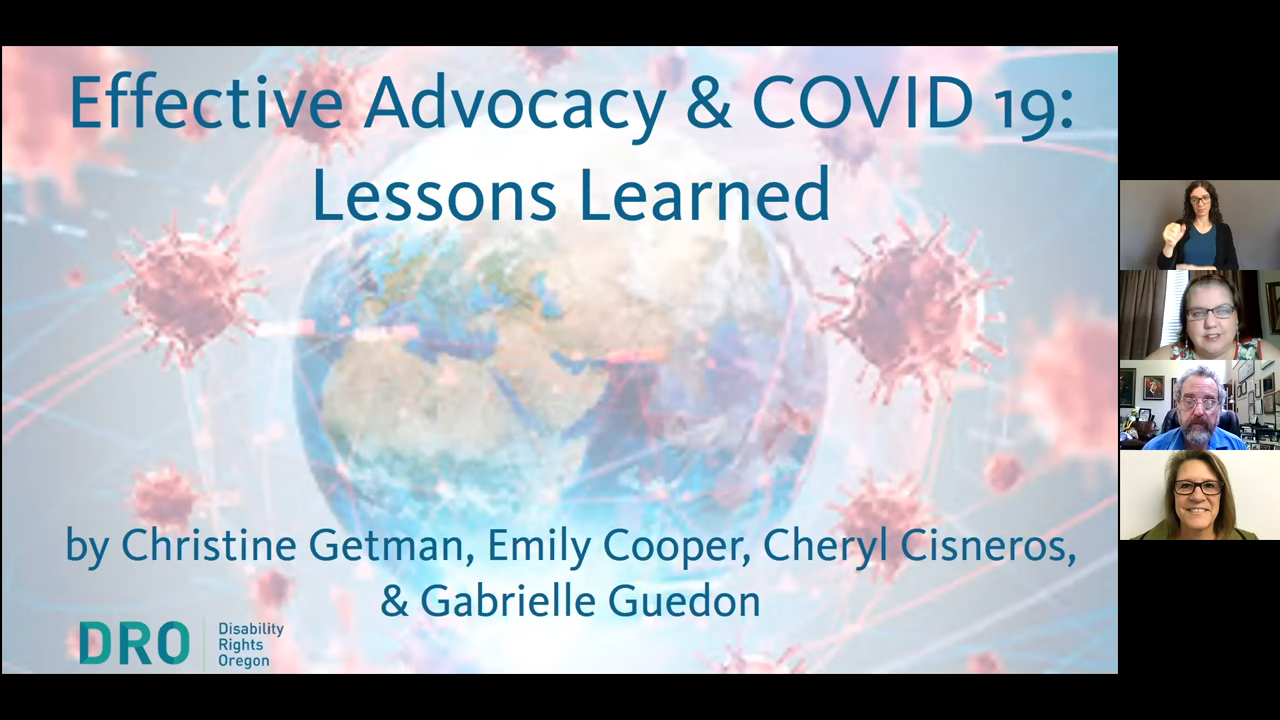 Effective Advocacy & COVID 19:
Lessons Learned
by Christine Getman, Emily Cooper, Cheryl Cisneros,
& Gabrielle Guedon
DRO
Disability
Rights
Oregon